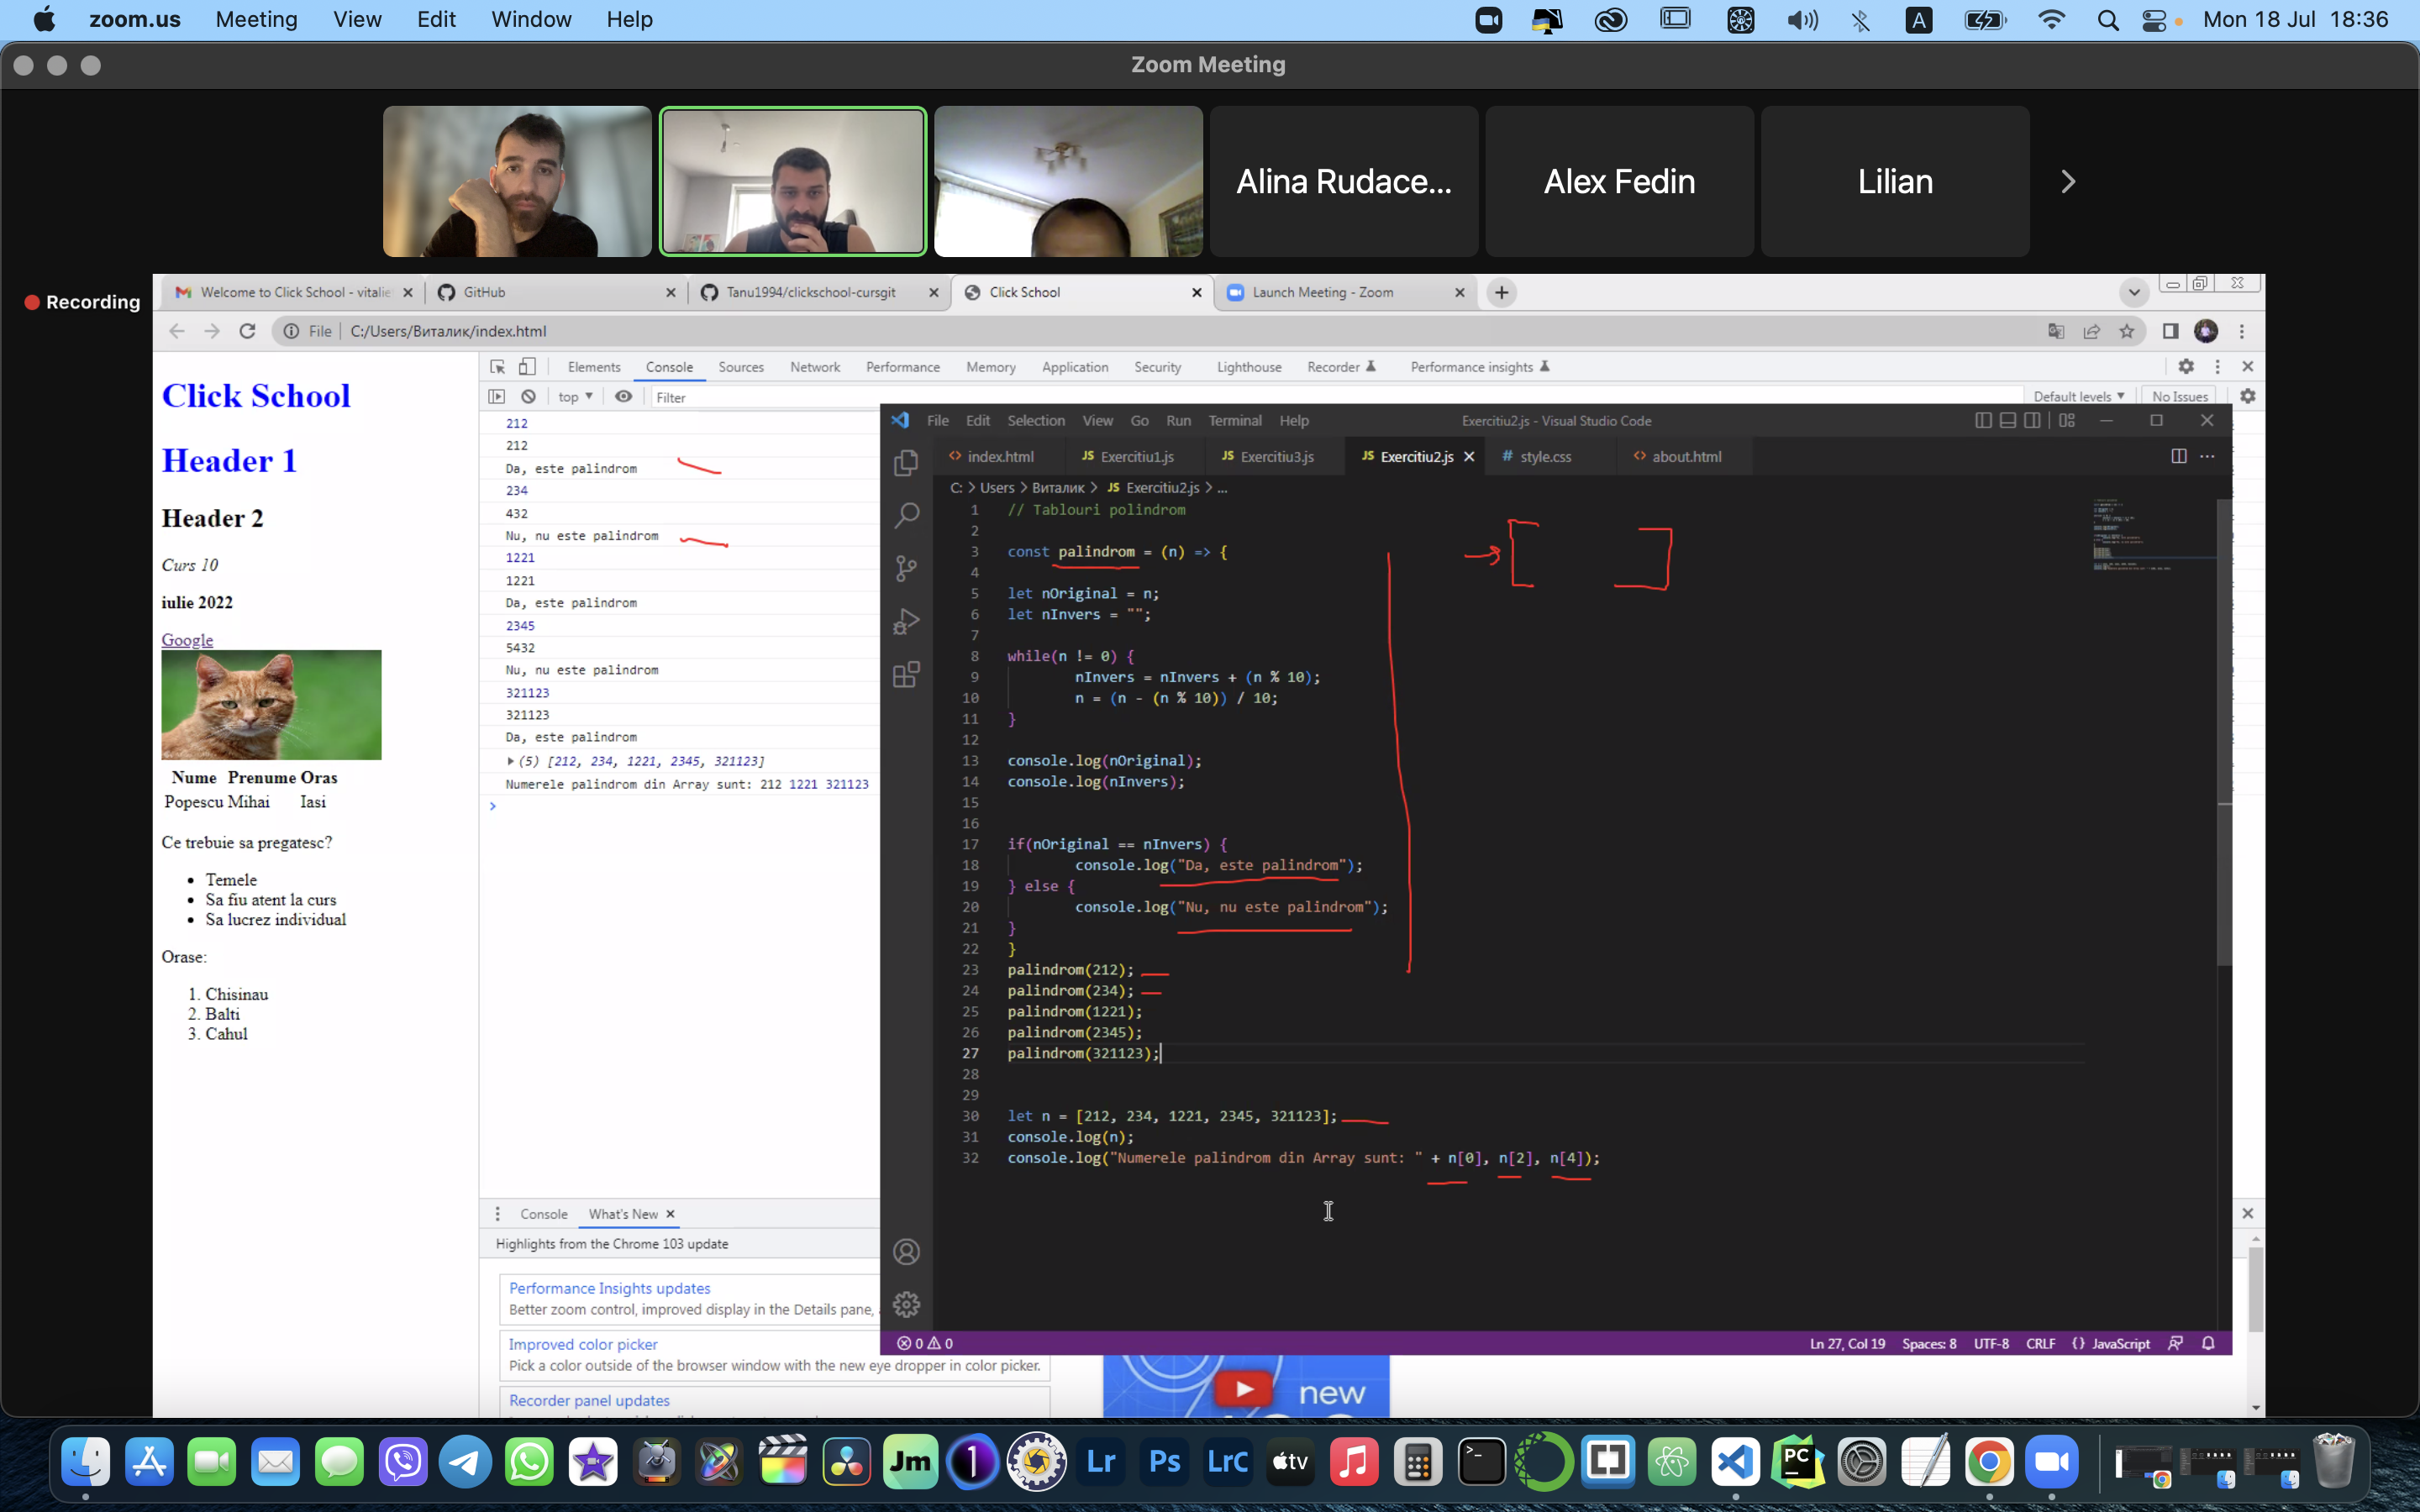 zoom.us Meeting View Edit Window Help
A Mon 18 Jul 18:36
Zoom Meeting
Alina Rudace... Alex Fedin Lilian
Recording
Welcome to Click School - vitalie GitHub Tanu1994/clickschool-cursgit Click School Launch Meeting - Zoom
File C:/Users/Виталик/index.html
Click School
Header 1
Header 2
Curs 10
iulie 2022
Google
Nume Prenume Oras
Popescu Mihai Iasi
Ce trebuie sa pregatesc?
Temele
Sa fiu atent la curs
Sa lucrez individual
Orase:
1. Chisinau
2. Balti
3. Cahul
Elements Console Sources Network Performance Memory Application Security Lighthouse Recorder Performance insights
top Filter Default levels No Issues
212
212
Da, este palindrom
234
432
Nu, nu este palindrom
1221
1221
Da, este palindrom
2345
5432
Nu, nu este palindrom
321123
321123
Da, este palindrom
(5) [212, 234, 1221, 2345, 321123]
Numerele palindrom din Array sunt: 212 1221 321123
>
Console What's New
Highlights from the Chrome 103 update
Performance Insights updates
Better zoom control, improved display in the Details pane,
Improved color picker
Pick a color outside of the browser window with the new eye dropper in color picker.
Recorder panel updates
new
File Edit Selection View Go Run Terminal Help Exercitiu2.js - Visual Studio Code
<> index.html JS Exercitiu1.js JS Exercitiu3.js JS Exercitiu2.js # style.css <> about.html
C: > Users > Виталик > JS Exercitiu2.js > ...
1 // Tablouri polindrom
2
3 const palindrom = (n) => {
4
5 let nOriginal = n;
6 let nInvers = "";
7
8 while(n != 0) {
9 nInvers = nInvers + (n % 10);
10 n = (n - (n % 10)) / 10;
11 }
12
13 console.log(nOriginal);
14 console.log(nInvers);
15
16
17 if(nOriginal == nInvers) {
18 console.log("Da, este palindrom");
19 } else {
20 console.log("Nu, nu este palindrom");
21 }
22 }
23 palindrom(212);
24 palindrom(234);
25 palindrom(1221);
26 palindrom(2345);
27 palindrom(321123);
28
29
30 let n = [212, 234, 1221, 2345, 321123];
31 console.log(n);
32 console.log("Numerele palindrom din Array sunt: " + n[0], n[2], n[4]);
0 0 Ln 27, Col 19 Spaces: 8 UTF-8 CRLF {} JavaScript
Jm 1 Lr Ps LrC tv >_ PC